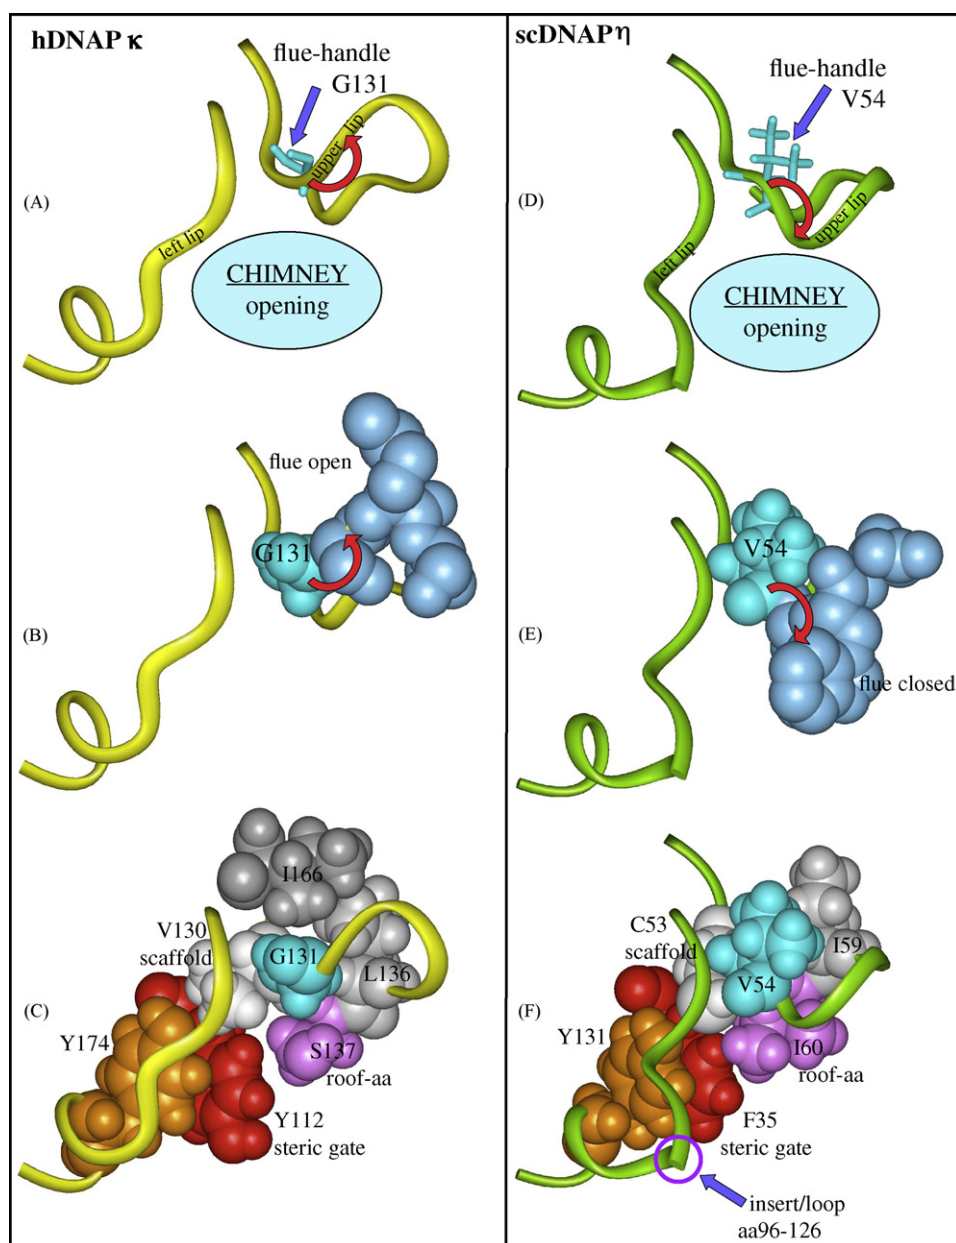 hDNAP κ
flue-handle
G131
upper lip
(A)
left lip
CHIMNEY
opening
flue open
G131
(B)
I166
V130
scaffold
G131
L136
(C)
Y174
S137
roof-aa
Y112
steric gate
scDNAP η
flue-handle
V54
(D)
upper lip
left lip
CHIMNEY
opening
V54
(E)
flue closed
C53
scaffold
I59
V54
(F)
Y131
I60
roof-aa
F35
steric gate
insert/loop
aa96-126